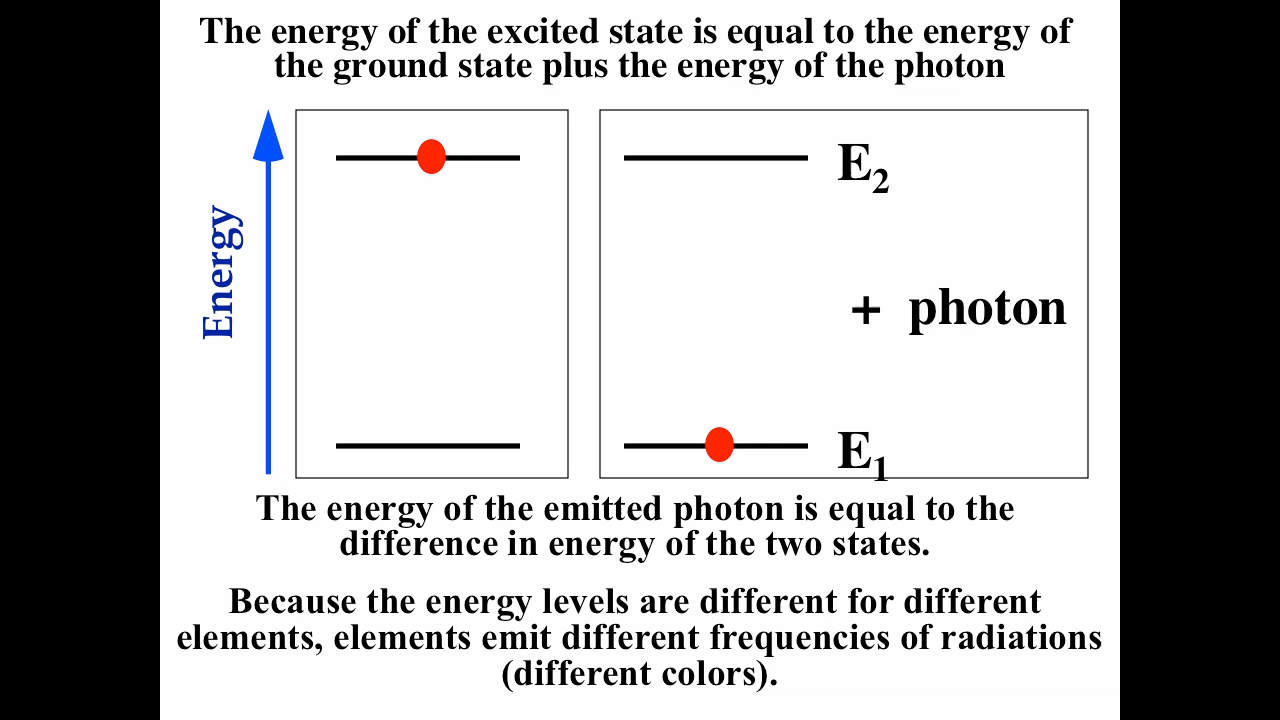 The energy of the excited state is equal to the energy of
the ground state plus the energy of the photon
Energy
E₂
+ photon
E₁
The energy of the emitted photon is equal to the
difference in energy of the two states.
Because the energy levels are different for different
elements, elements emit different frequencies of radiations
(different colors).